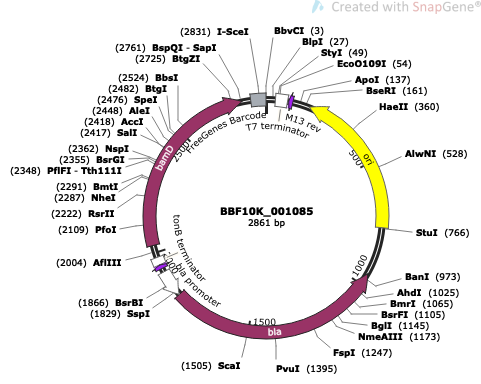 Created with SnapGene®
(2831) I-SceI
BbvCI (3)
BlpI (27)
StyI (49)
EcoO109I (54)
ApoI (137)
BseRI (161)
HaeII (360)
AlwNI (528)
StuI (766)
BanI (973)
AhdI (1025)
BmrI (1065)
BsrFI (1105)
BglI (1145)
NmeAIII (1173)
FspI (1247)
PvuI (1395)
(1505) ScaI
(1829) SspI
(1866) BsrBI
(2004) AflIII
(2109) PfoI
(2222) RsrII
(2287) NheI
(2291) BmtI
(2348) PflFI - Tth111I
(2355) BsrGI
(2362) NspI
(2417) SalI
(2418) AccI
(2448) AleI
(2476) SpeI
(2482) BtgI
(2524) BbsI
(2725) BtgZI
(2761) BspQI - SapI
FreeGenes Barcode
T7 terminator
M13 rev
ori
bla
bla promoter
tonB terminator
bamD
500
1000
1500
2000
2500
BBF10K_001085
2861 bp